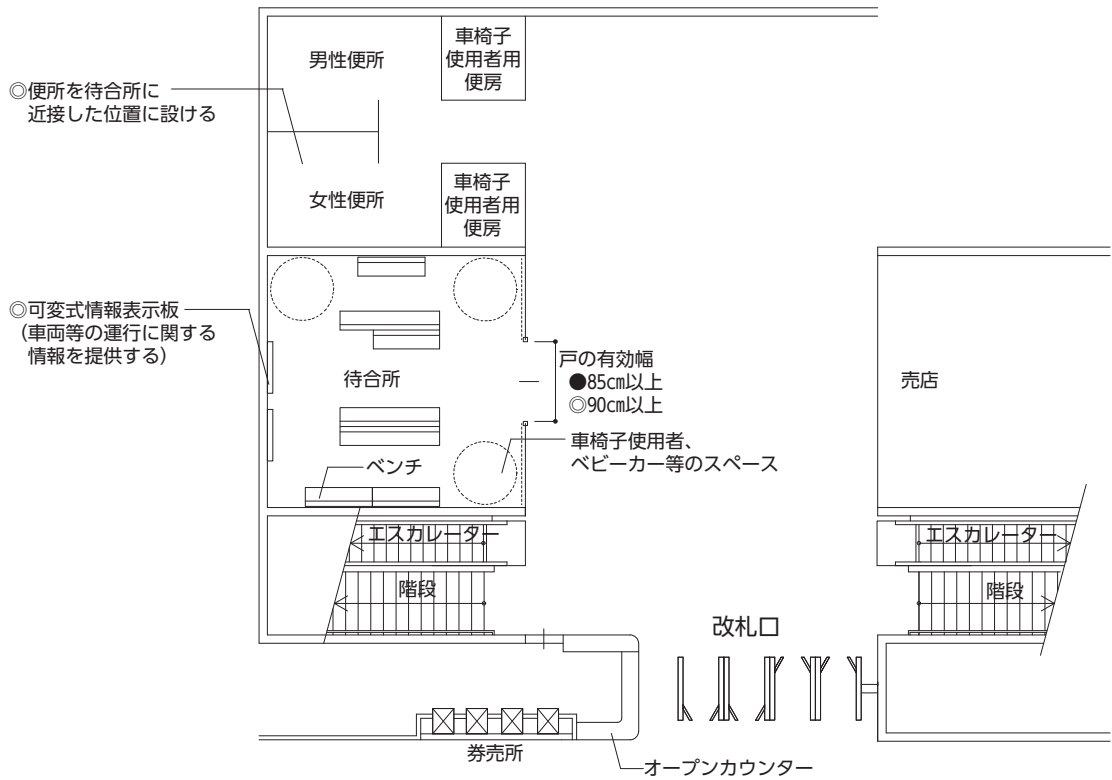 男性便所
車椅子
使用者用
便房
◎便所を待合所に
近接した位置に設ける
女性便所
車椅子
使用者用
便房
◎可変式情報表示板
(車両等の運行に関する
情報を提供する)
待合所
戸の有効幅
●85㎝以上
◎90㎝以上
売店
車椅子使用者、
ベビーカー等のスペース
ベンチ
エスカレーター
エスカレーター
階段
階段
改札口
券売所
オープンカウンター